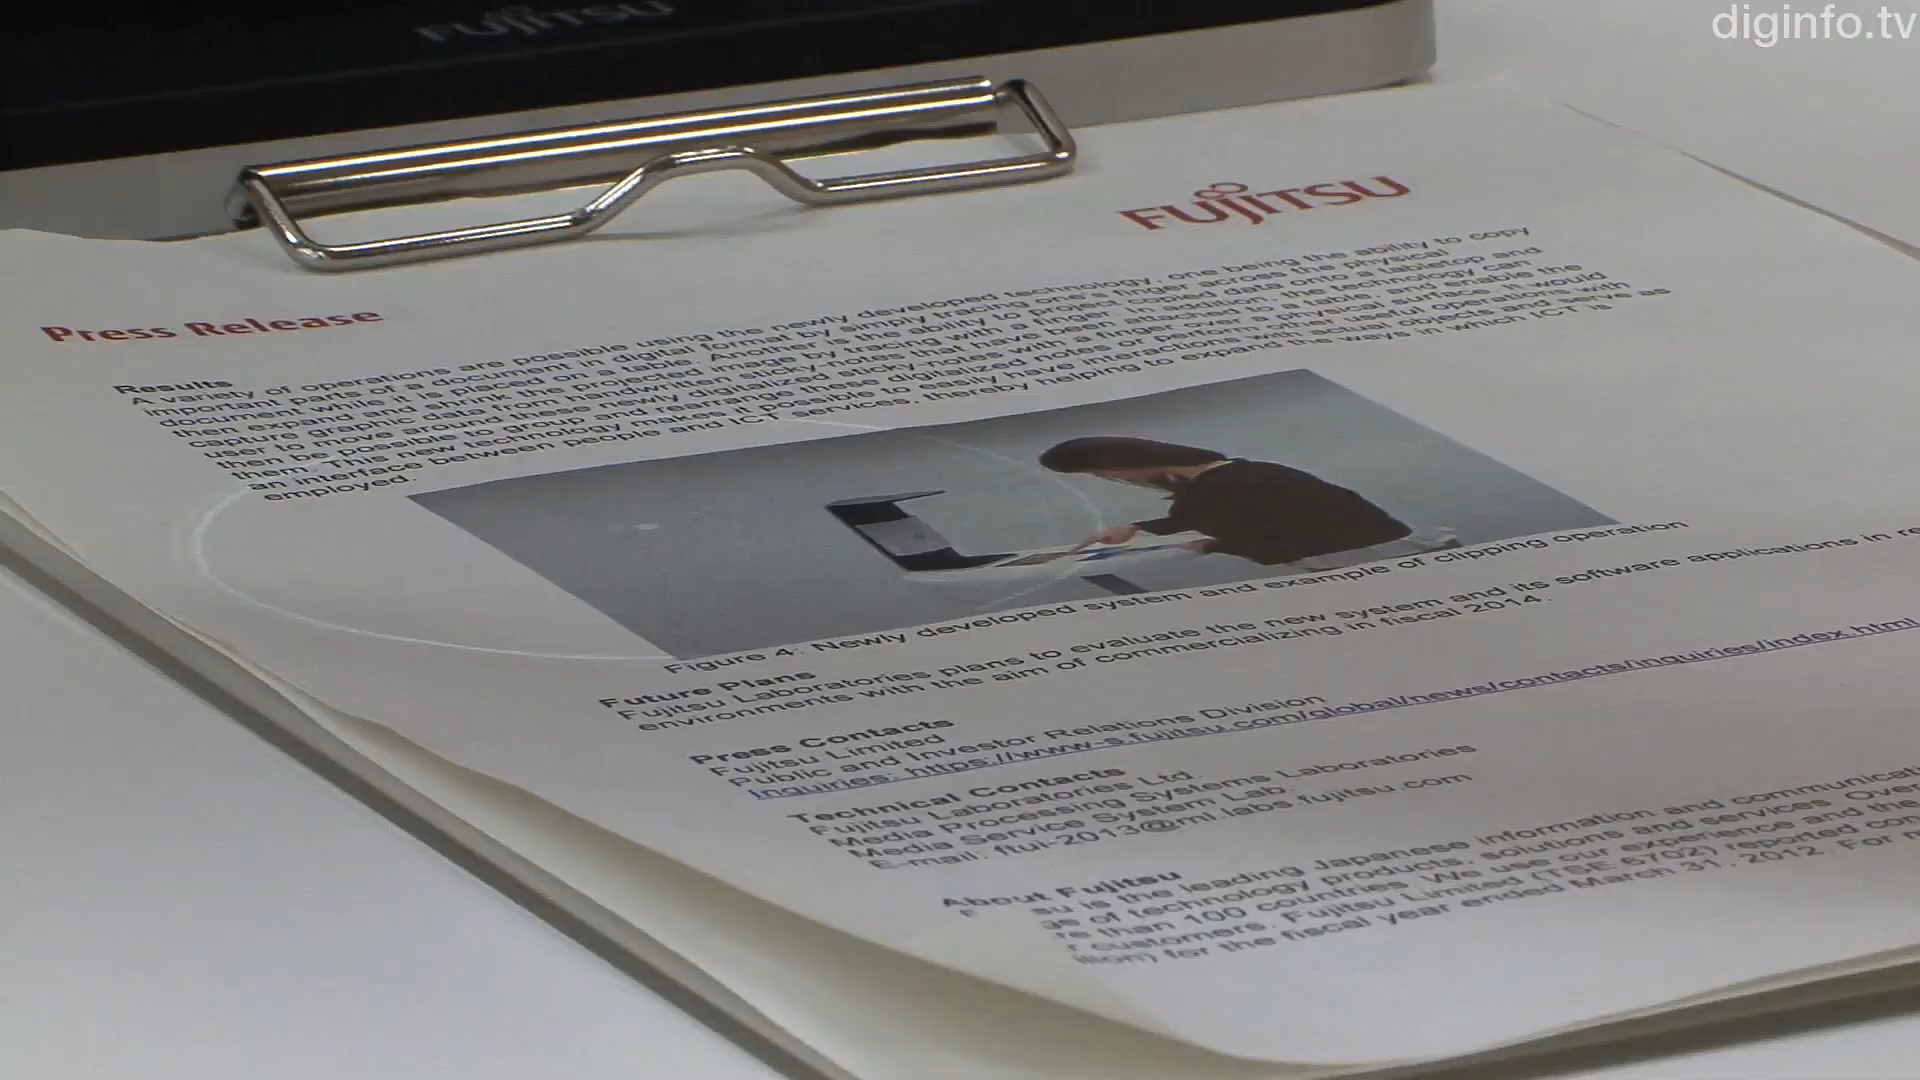 diginfo.tv
FUJITSU
FUJITSU
Press Release
Results
A variety of operations are possible using the newly developed technology, one being the ability to copy
important parts of a document in digital format by simply tracing one's finger across the physical
document when it is placed on a table. Another's the ability to project copied data onto a tabletop and
then expand and shrink the projected image by tracing with a finger. In addition, the technology can
capture graphic data from handwritten sticky notes that have been attached to a table, and enable the
user to move around these newly digitalized sticky notes with a finger over a physical surface. It would
then be possible to group and rearrange these digitalized notes or perform other useful operations with
them. This new technology makes it possible to easily have interactions with actual objects and serve as
an interface between people and ICT services, thereby helping to expand the ways in which ICT is
employed.
Figure 4: Newly developed system and example of clipping operation
Future Plans
Fujitsu Laboratories plans to evaluate the new system and its software applications in re
environments with the aim of commercializing in fiscal 2014.
Press Contacts
Fujitsu Limited
Public and Investor Relations Division
Inquiries: https://www-s.fujitsu.com/global/news/contacts/inquiries/index.html
Technical Contacts
Fujitsu Laboratories Ltd.
Media Processing Systems Laboratories
Media Service System Lab.
E-mail: ftui-2013@ml.labs.fujitsu.com
About Fujitsu
F su is the leading Japanese information and communicati
ge of technology products, solutions and services. Over
re than 100 countries. We use our experience and the
r customers. Fujitsu Limited (TSE:6702) reported con
illion) for the fiscal year ended March 31, 2012. For